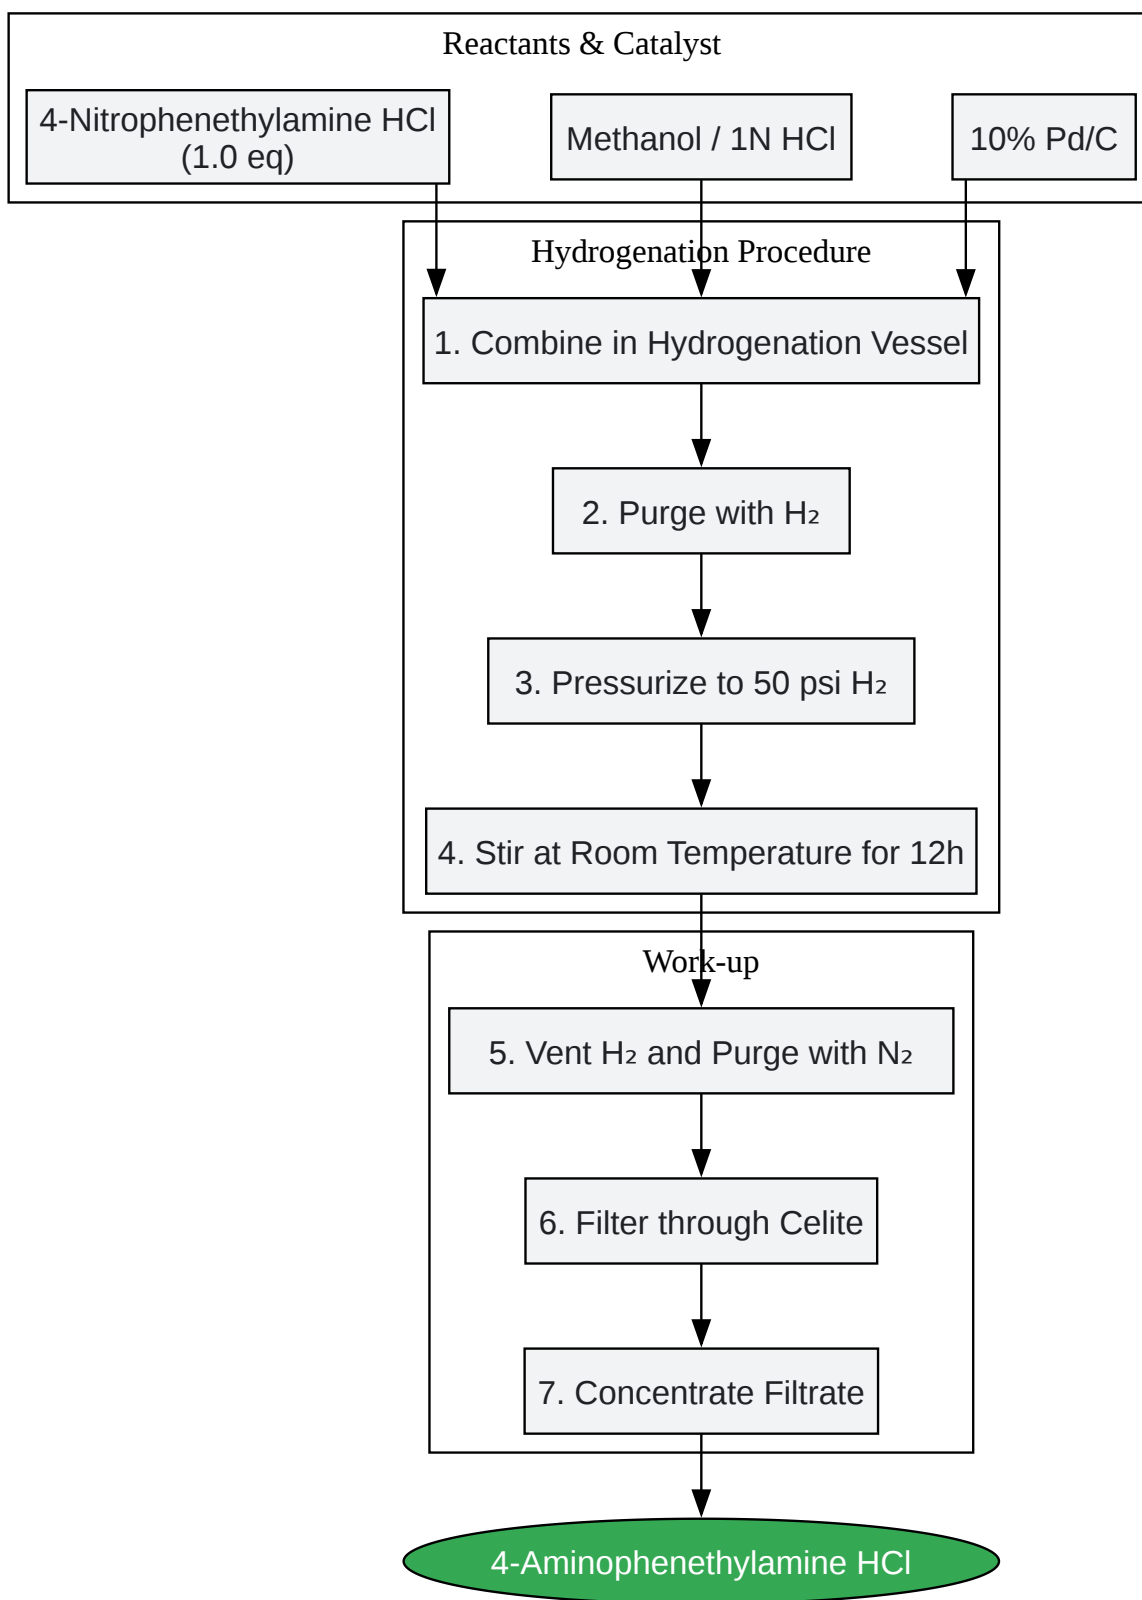 Reactants & Catalyst
4-Nitrophenethylamine HCl
(1.0 eq)
Methanol / 1N HCl
10% Pd/C
Hydrogenation Procedure
1. Combine in Hydrogenation Vessel
2. Purge with H₂
3. Pressurize to 50 psi H₂
4. Stir at Room Temperature for 12h
Work-up
5. Vent H₂ and Purge with N₂
6. Filter through Celite
7. Concentrate Filtrate
4-Aminophenethylamine HCl